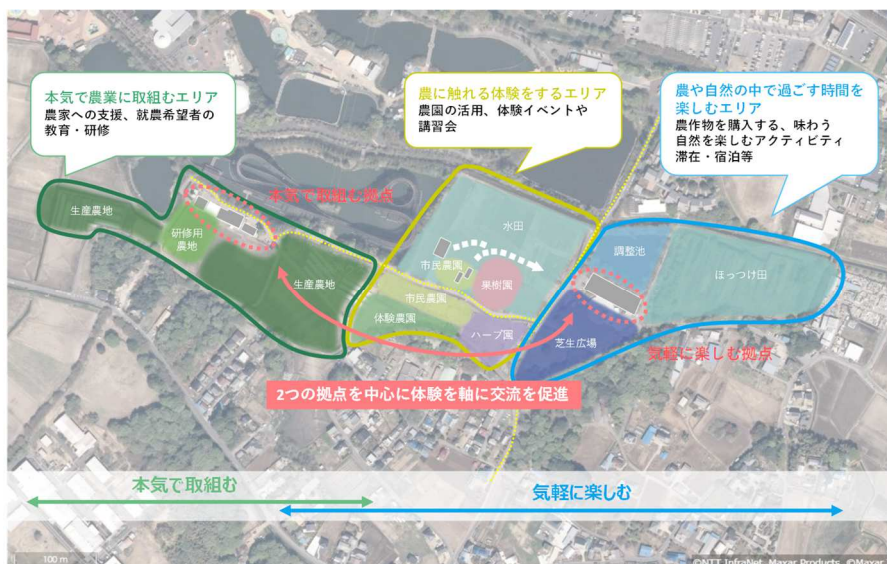 本気で農業に取組むエリア
農家への支援、就農希望者の
教育・研修
農に触れる体験をするエリア
農園の活用、体験イベントや
講習会
農や自然の中で過ごす時間を
楽しむエリア
農作物を購入する、味わう
自然を楽しむアクティビティ
滞在・宿泊等
本気で取組む拠点
生産農地
研修用
農地
生産農地
水田
市民農園
果樹園
市民農園
体験農園
ハーブ園
調整池
ほっつけ田
芝生広場
気軽に楽しむ拠点
2つの拠点を中心に体験を軸に交流を促進
本気で取組む
気軽に楽しむ
100 m
©NTT InfraNet, Maxar Products, ©Maxar